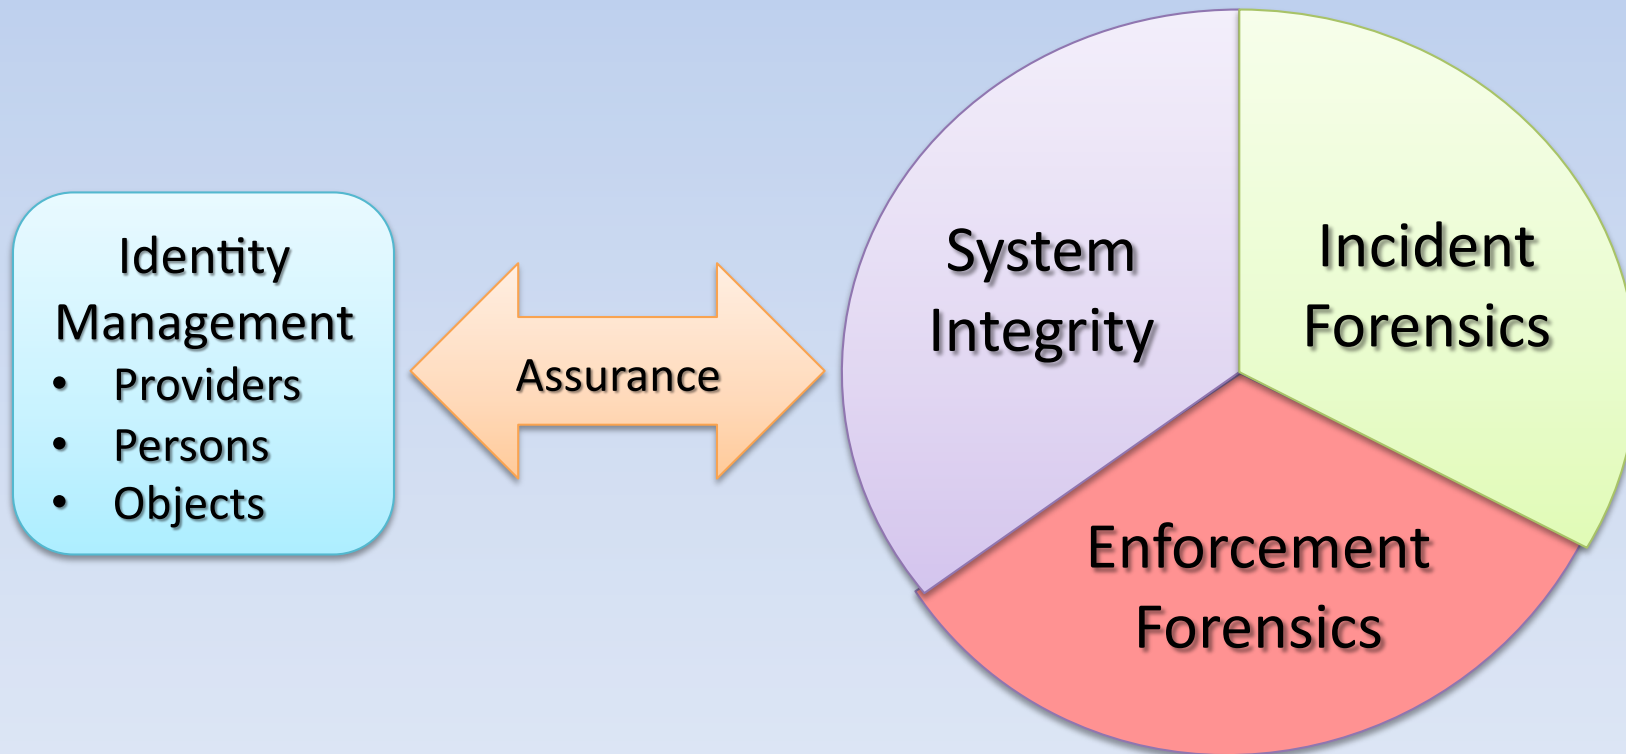 Identity
Management
• Providers
• Persons
• Objects
Assurance
System
Integrity
Incident
Forensics
Enforcement
Forensics